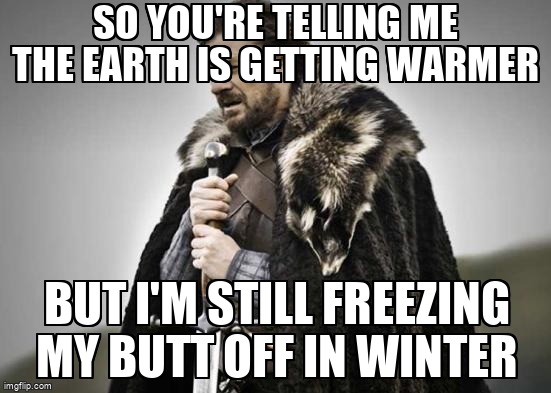 SO YOU'RE TELLING ME
THE EARTH IS GETTING WARMER
BUT I'M STILL FREEZING
MY BUTT OFF IN WINTER
imgflip.com